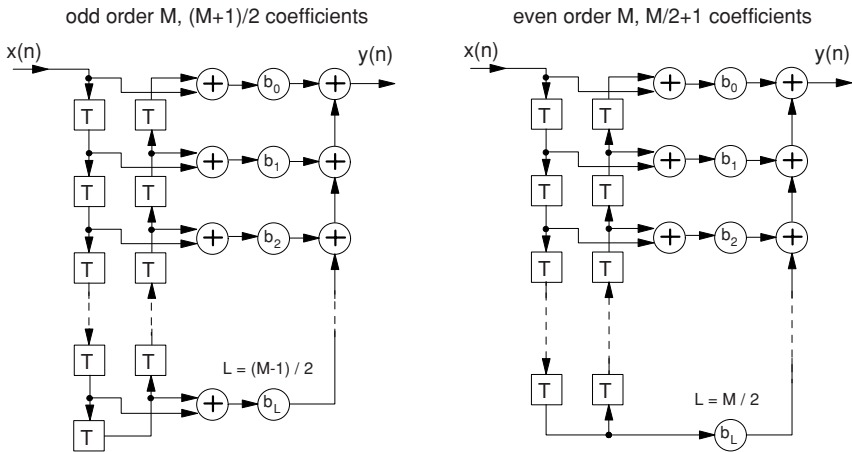 odd order M, (M+1)/2 coefficients
x(n)
y(n)
+
b0
+
T
T
+
b1
+
T
T
+
b2
+
T
T
T
T
L = (M-1) / 2
+
bL
T
even order M, M/2+1 coefficients
x(n)
y(n)
+
b0
+
T
T
+
b1
+
T
T
+
b2
+
T
T
T
T
L = M / 2
bL